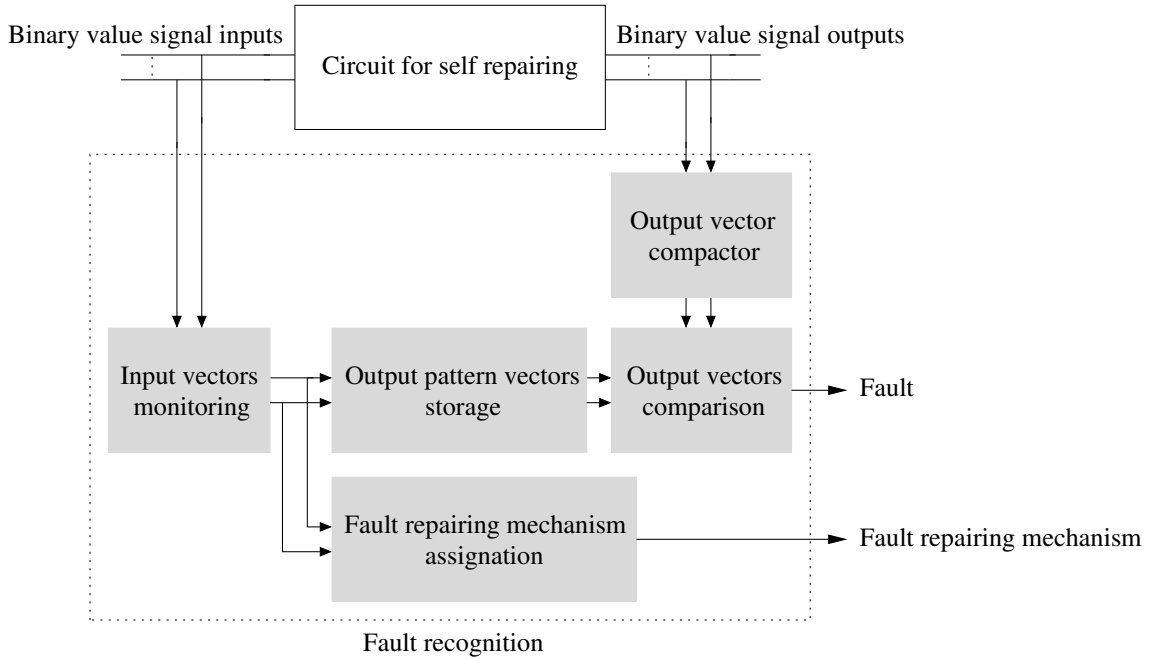 Binary value signal inputs
Circuit for self repairing
Binary value signal outputs
Output vector
compactor
Input vectors
monitoring
Output pattern vectors
storage
Output vectors
comparison
Fault
Fault repairing mechanism
assignation
Fault repairing mechanism
Fault recognition